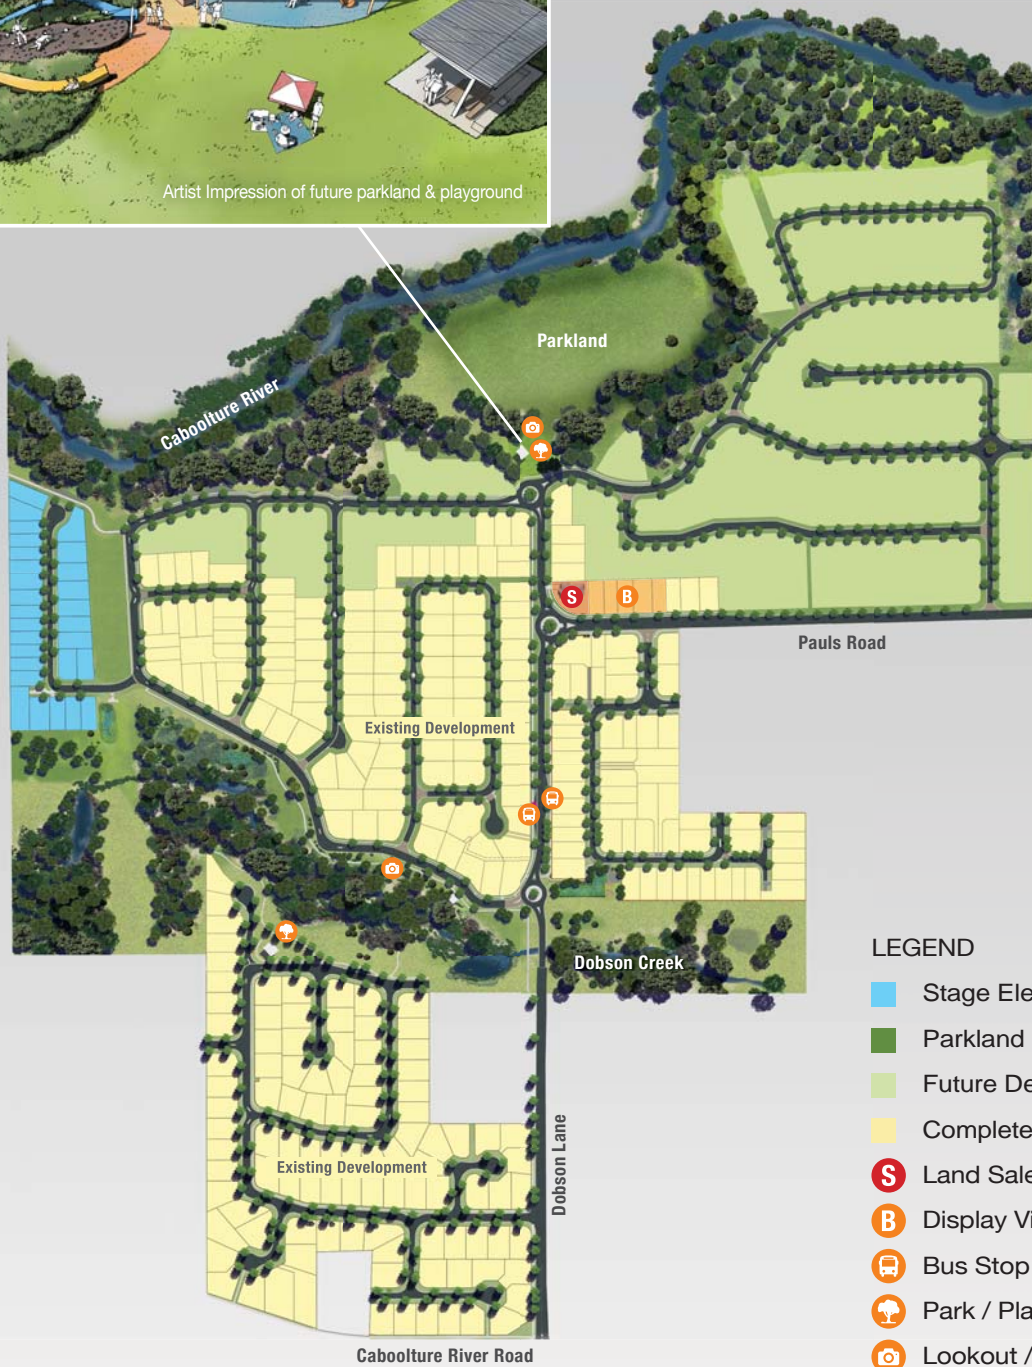 Artist Impression of future parkland & playground
Parkland
Caboolture River
S
B
Pauls Road
Existing Development
Dobson Creek
Dobson Lane
Existing Development
Caboolture River Road
LEGEND
Stage Ele
Parkland
Future De
Complete
S Land Sale
B Display Vi
Bus Stop
Park / Pla
Lookout /